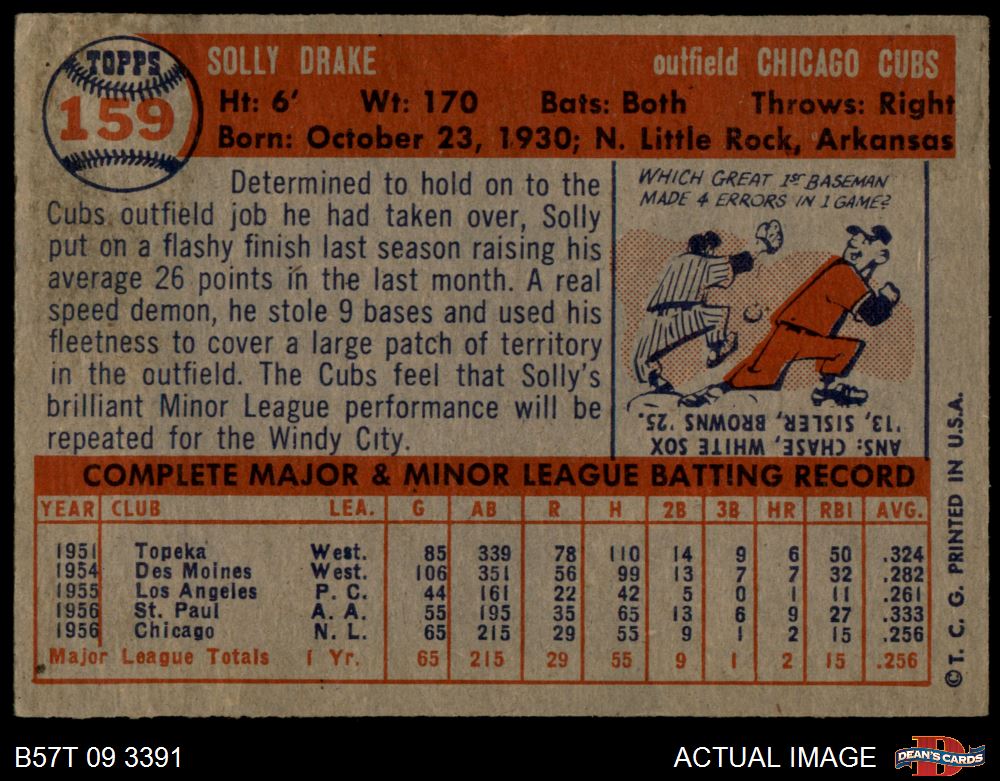 TOPPS
159
SOLLY DRAKE outfield CHICAGO CUBS
Ht: 6' Wt: 170 Bats: Both Throws: Right
Born: October 23, 1930; N. Little Rock, Arkansas
Determined to hold on to the
Cubs outfield job he had taken over, Solly
put on a flashy finish last season raising his
average 26 points in the last month. A real
speed demon, he stole 9 bases and used his
fleetness to cover a large patch of territory
in the outfield. The Cubs feel that Solly's
brilliant Minor League performance will be
repeated for the Windy City.
WHICH GREAT 1ST BASEMAN
MADE 4 ERRORS IN 1 GAME?
ANS: CHASE, WHITE SOX
'13, SISLER, BROWNS '25.
COMPLETE MAJOR & MINOR LEAGUE BATTING RECORD
YEAR CLUB LEA. G AB R H 2B 3B HR RBI AVG.
1951 Topeka West. 85 339 78 110 14 9 6 50 .324
1954 Des Moines West. 106 351 56 99 13 7 7 32 .282
1955 Los Angeles P. C. 44 161 22 42 5 0 1 11 .261
1956 St. Paul A. A. 55 195 35 65 13 6 9 27 .333
1956 Chicago N. L. 65 215 29 55 9 1 2 15 .256
Major League Totals 1 Yr. 65 215 29 55 9 1 2 15 .256
© T. C. G. PRINTED IN U.S.A.
B57T 09 3391 ACTUAL IMAGE
DEAN'S CARDS